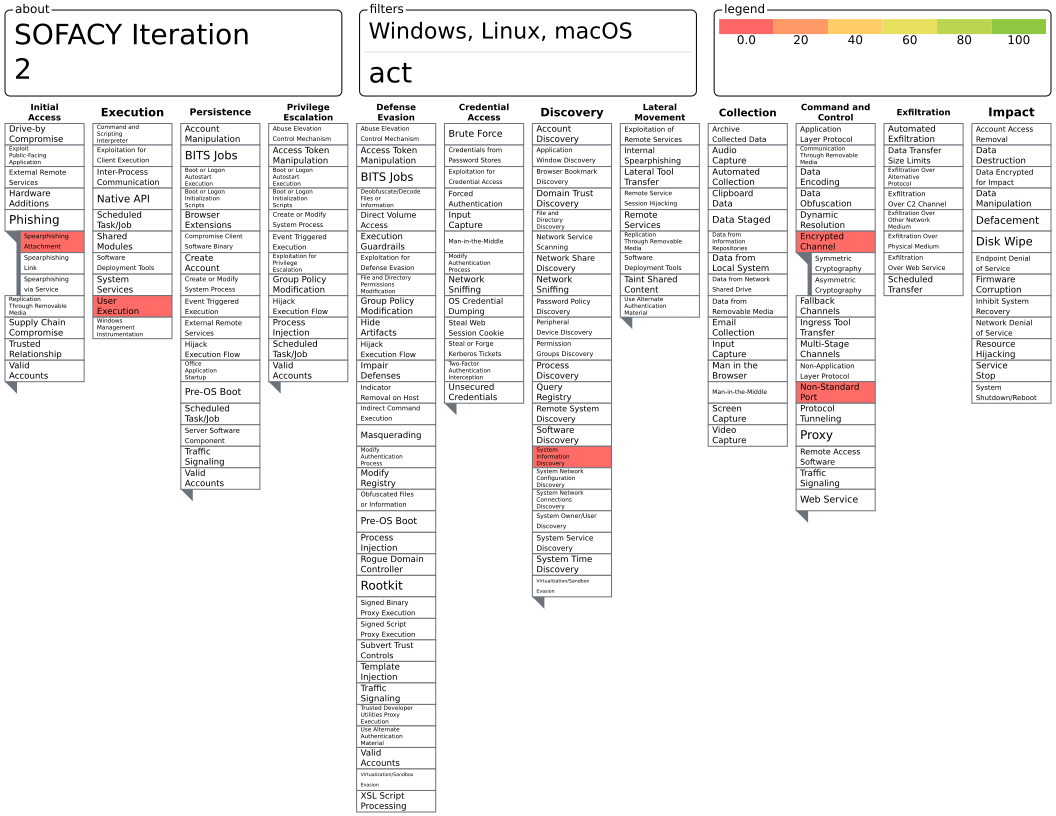 about
SOFACY Iteration
2
filters
Windows, Linux, macOS
act
legend
0.0 20 40 60 80 100
Initial
Access
Drive-by
Compromise
Exploit
Public-Facing
Application
External Remote
Services
Hardware
Additions
Phishing
Spearphishing
Attachment
Spearphishing
Link
Spearphishing
via Service
Replication
Through Removable
Media
Supply Chain
Compromise
Trusted
Relationship
Valid
Accounts
Execution
Command and
Scripting
Interpreter
Exploitation for
Client Execution
Inter-Process
Communication
Native API
Scheduled
Task/Job
Shared
Modules
Software
Deployment Tools
System
Services
User
Execution
Windows
Management
Instrumentation
Persistence
Account
Manipulation
BITS Jobs
Boot or Logon
Autostart
Execution
Boot or Logon
Initialization
Scripts
Browser
Extensions
Compromise Client
Software Binary
Create
Account
Create or Modify
System Process
Event Triggered
Execution
External Remote
Services
Hijack
Execution Flow
Office
Application
Startup
Pre-OS Boot
Scheduled
Task/Job
Server Software
Component
Traffic
Signaling
Valid
Accounts
Privilege
Escalation
Abuse Elevation
Control Mechanism
Access Token
Manipulation
Boot or Logon
Autostart
Execution
Boot or Logon
Initialization
Scripts
Create or Modify
System Process
Event Triggered
Execution
Exploitation for
Privilege
Escalation
Group Policy
Modification
Hijack
Execution Flow
Process
Injection
Scheduled
Task/Job
Valid
Accounts
Defense
Evasion
Abuse Elevation
Control Mechanism
Access Token
Manipulation
BITS Jobs
Deobfuscate/Decode
Files or
Information
Direct Volume
Access
Execution
Guardrails
Exploitation for
Defense Evasion
File and Directory
Permissions
Modification
Group Policy
Modification
Hide
Artifacts
Hijack
Execution Flow
Impair
Defenses
Indicator
Removal on Host
Indirect Command
Execution
Masquerading
Modify
Authentication
Process
Modify
Registry
Obfuscated Files
or Information
Pre-OS Boot
Process
Injection
Rogue Domain
Controller
Rootkit
Signed Binary
Proxy Execution
Signed Script
Proxy Execution
Subvert Trust
Controls
Template
Injection
Traffic
Signaling
Trusted Developer
Utilities Proxy
Execution
Use Alternate
Authentication
Material
Valid
Accounts
Virtualization/Sandbox
Evasion
XSL Script
Processing
Credential
Access
Brute Force
Credentials from
Password Stores
Exploitation for
Credential Access
Forced
Authentication
Input
Capture
Man-in-the-Middle
Modify
Authentication
Process
Network
Sniffing
OS Credential
Dumping
Steal Web
Session Cookie
Steal or Forge
Kerberos Tickets
Two-Factor
Authentication
Interception
Unsecured
Credentials
Discovery
Account
Discovery
Application
Window Discovery
Browser Bookmark
Discovery
Domain Trust
Discovery
File and
Directory
Discovery
Network Service
Scanning
Network Share
Discovery
Network
Sniffing
Password Policy
Discovery
Peripheral
Device Discovery
Permission
Groups Discovery
Process
Discovery
Query
Registry
Remote System
Discovery
Software
Discovery
System
Information
Discovery
System Network
Configuration
Discovery
System Network
Connections
Discovery
System Owner/User
Discovery
System Service
Discovery
System Time
Discovery
Virtualization/Sandbox
Evasion
Lateral
Movement
Exploitation of
Remote Services
Internal
Spearphishing
Lateral Tool
Transfer
Remote Service
Session Hijacking
Remote
Services
Replication
Through Removable
Media
Software
Deployment Tools
Taint Shared
Content
Use Alternate
Authentication
Material
Collection
Archive
Collected Data
Audio
Capture
Automated
Collection
Clipboard
Data
Data Staged
Data from
Information
Repositories
Data from
Local System
Data from Network
Shared Drive
Data from
Removable Media
Email
Collection
Input
Capture
Man in the
Browser
Man-in-the-Middle
Screen
Capture
Video
Capture
Command and
Control
Application
Layer Protocol
Communication
Through Removable
Media
Data
Encoding
Data
Obfuscation
Dynamic
Resolution
Encrypted
Channel
Symmetric
Cryptography
Asymmetric
Cryptography
Fallback
Channels
Ingress Tool
Transfer
Multi-Stage
Channels
Non-Application
Layer Protocol
Non-Standard
Port
Protocol
Tunneling
Proxy
Remote Access
Software
Traffic
Signaling
Web Service
Exfiltration
Automated
Exfiltration
Data Transfer
Size Limits
Exfiltration Over
Alternative
Protocol
Exfiltration
Over C2 Channel
Exfiltration Over
Other Network
Medium
Exfiltration Over
Physical Medium
Exfiltration
Over Web Service
Scheduled
Transfer
Impact
Account Access
Removal
Data
Destruction
Data Encrypted
for Impact
Data
Manipulation
Defacement
Disk Wipe
Endpoint Denial
of Service
Firmware
Corruption
Inhibit System
Recovery
Network Denial
of Service
Resource
Hijacking
Service
Stop
System
Shutdown/Reboot